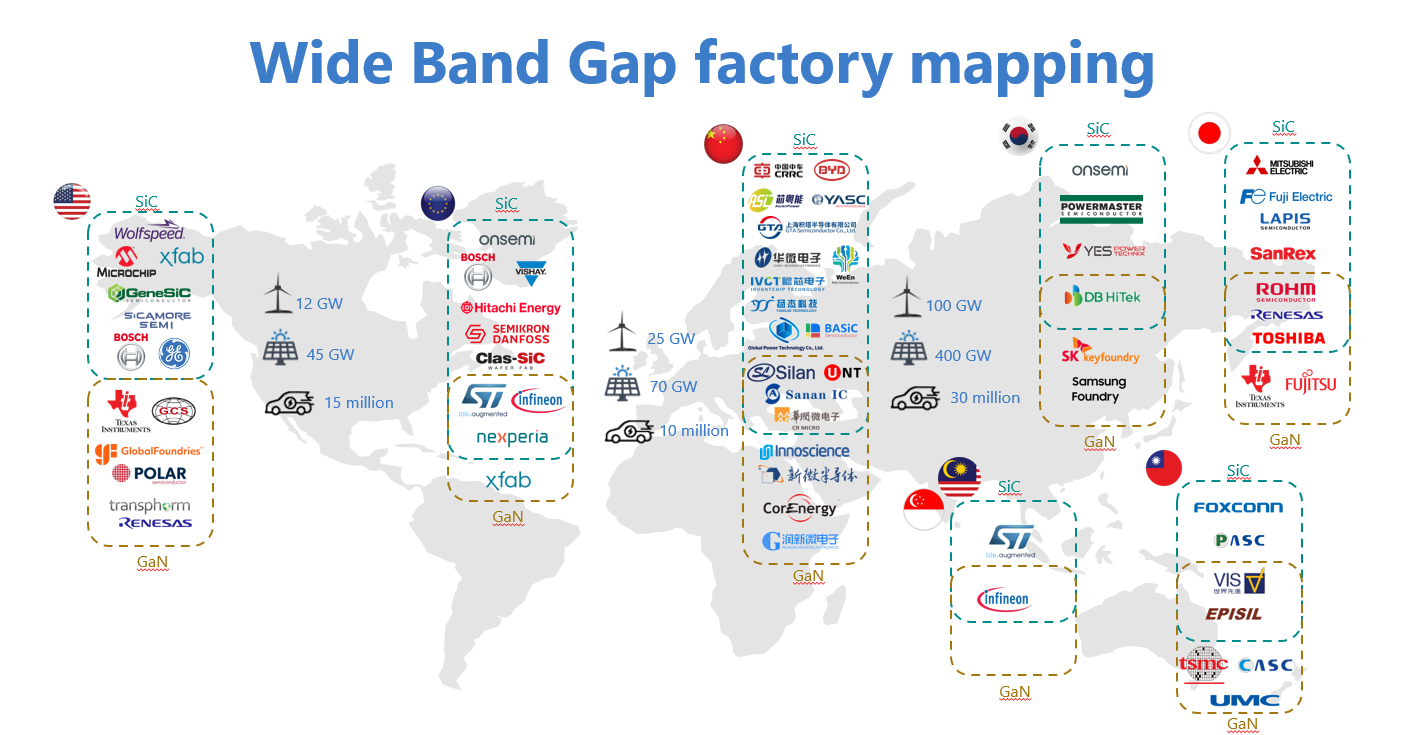 Wide Band Gap factory mapping
SiC
Wolfspeed.
MICROCHIP
xfab
GeneSiC
SEMICONDUCTOR
SiCAMORE
SEMI
BOSCH
TEXAS
INSTRUMENTS
GCS
GlobalFoundries™
POLAR
semiconductor
transphorm
RENESAS
GaN
12 GW
45 GW
15 million
SiC
onsemi
BOSCH
VISHAY
Hitachi Energy
SEMIKRON
DANFOSS
Clas-SiC
WAFER FAB
ST
life.augmented
infineon
nexperia
xfab
GaN
25 GW
70 GW
10 million
SiC
中国中车
CRRC
BYD
芯粤能
YASC
GTA
上海积塔半导体有限公司
GTA Semiconductor Co., Ltd.
华微电子
WeEn
IVCT 瞻芯电子
INVENTCHIP TECHNOLOGY
扬杰科技
YANGJIE TECHNOLOGY
BASiC
Semiconductor
Global Power Technology Co., Ltd.
Silan
UNT
Sanan IC
華潤微电子
CR MICRO
Innoscience
新微半导体
CorEnergy
润新微电子
GaN
100 GW
400 GW
30 million
SiC
onsemi
POWERMASTER
SEMICONDUCTOR
YES POWER
TECHNIX
DB HiTek
SK keyfoundry
Samsung
Foundry
GaN
SiC
MITSUBISHI
ELECTRIC
Fuji Electric
LAPIS
SEMICONDUCTOR
SanRex
ROHM
SEMICONDUCTOR
RENESAS
TOSHIBA
TEXAS
INSTRUMENTS
FUJITSU
GaN
SiC
ST
life.augmented
infineon
GaN
SiC
FOXCONN
PASC
VIS
世界先進
EPISIL
tsmc
CASC
UMC
GaN